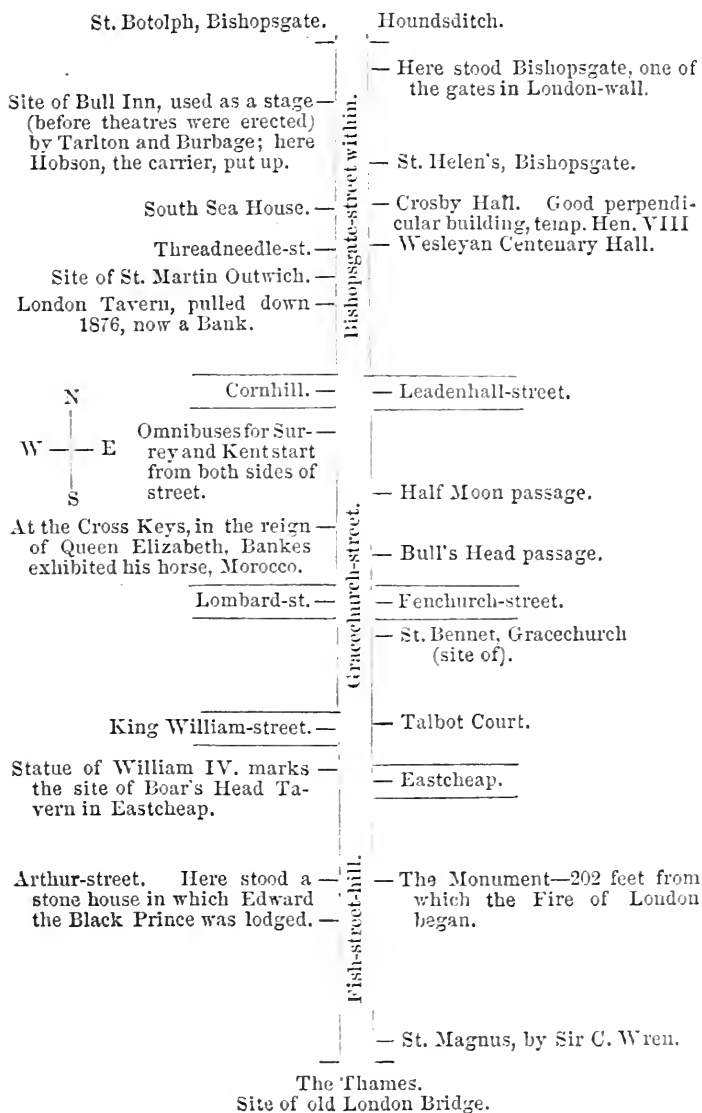 St. Botolph, Bishopsgate.
Houndsditch.
— Here stood Bishopsgate, one of
the gates in London-wall.
Site of Bull Inn, used as a stage —
(before theatres were erected)
by Tarlton and Burbage; here
Hobson, the carrier, put up.
— St. Helen's, Bishopsgate.
South Sea House. —
— Crosby Hall. Good perpendi-
cular building, temp. Hen. VIII
Threadneedle-st. —
— Wesleyan Centenary Hall.
Site of St. Martin Outwich. —
London Tavern, pulled down —
1876, now a Bank.
Bishopsgate-street within.
Cornhill. —
— Leadenhall-street.
N
W E
S
Omnibuses for Sur- —
rey and Kent start
from both sides of
street.
— Half Moon passage.
At the Cross Keys, in the reign —
of Queen Elizabeth, Bankes
exhibited his horse, Morocco.
— Bull's Head passage.
Gracechurch-street.
Lombard-st. —
— Fenchurch-street.
— St. Bennet, Gracechurch
(site of).
King William-street. —
— Talbot Court.
Statue of William IV. marks —
the site of Boar's Head Ta-
vern in Eastcheap.
— Eastcheap.
Arthur-street. Here stood a —
stone house in which Edward
the Black Prince was lodged. —
— The Monument—202 feet from
which the Fire of London
began.
Fish-street-hill.
— St. Magnus, by Sir C. Wren.
The Thames.
Site of old London Bridge.